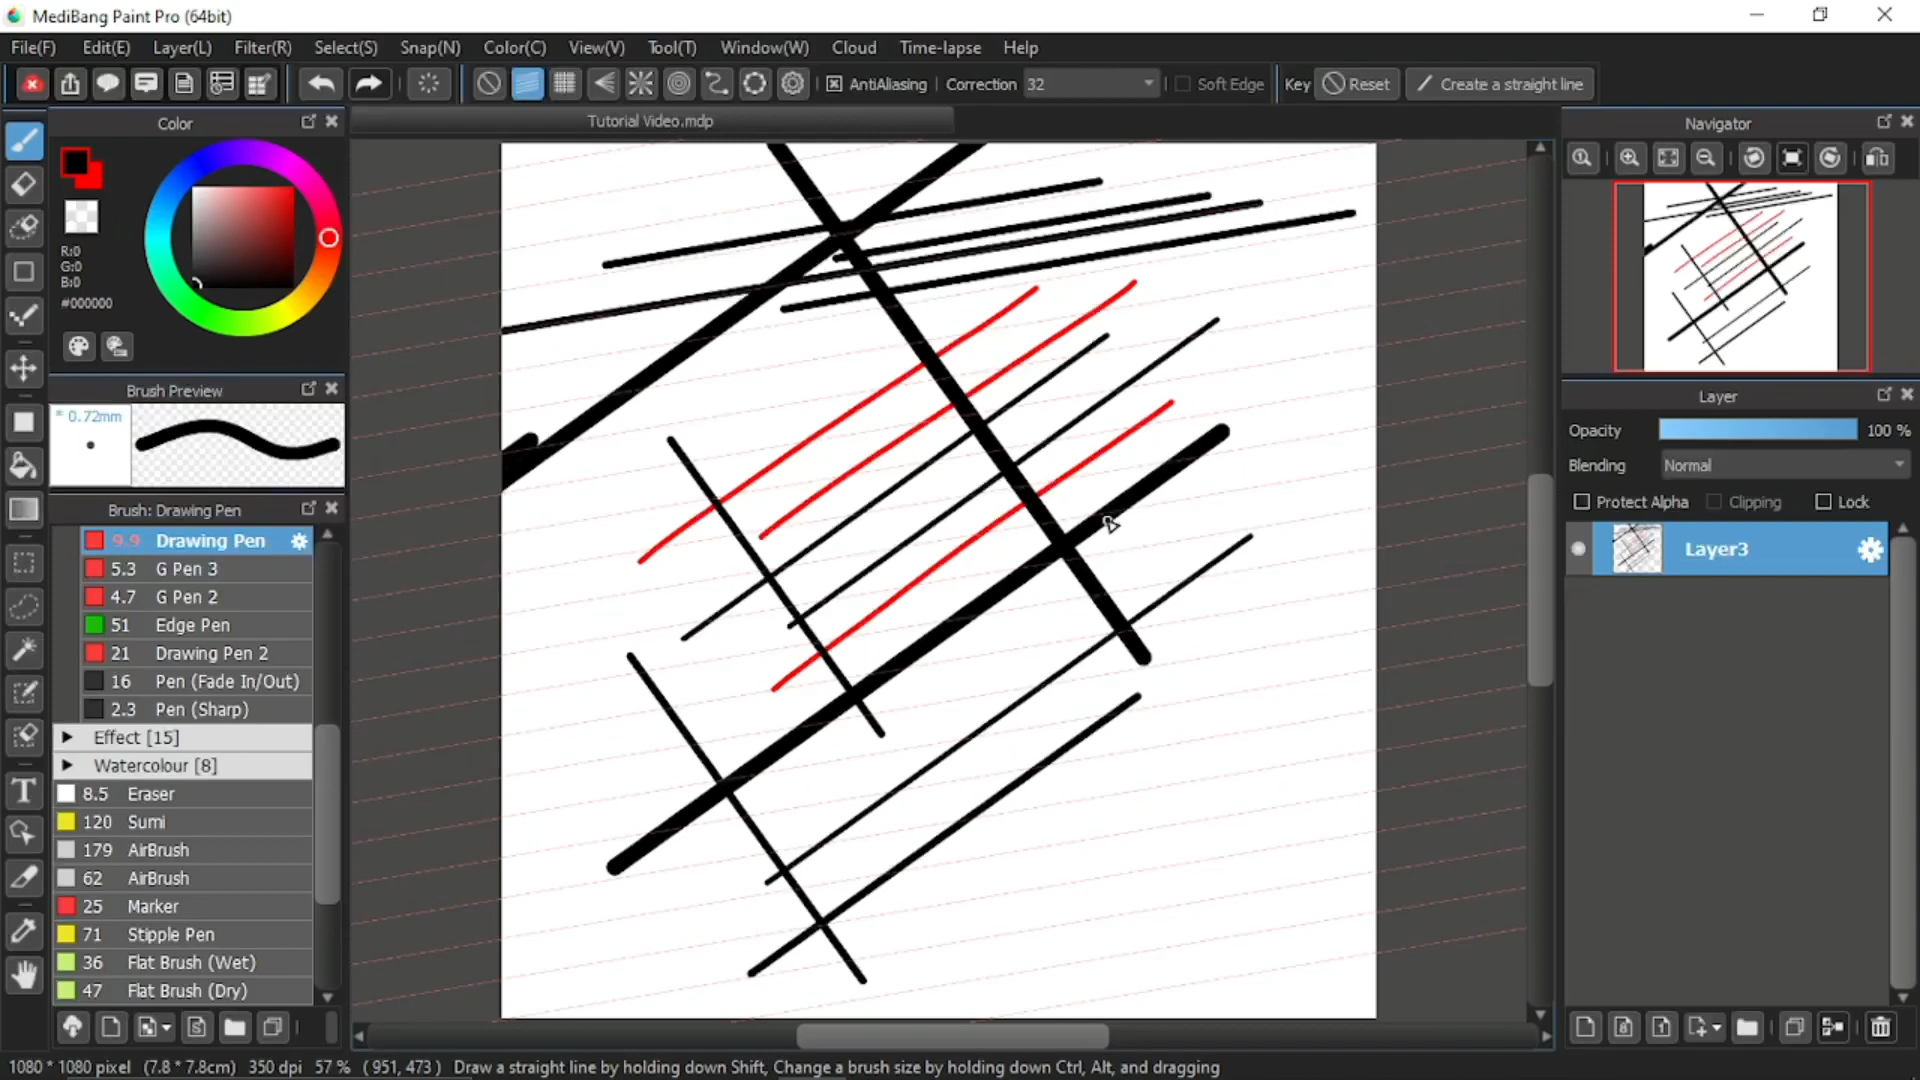 MediBang Paint Pro (64bit)
File(F) Edit(E) Layer(L) Filter(R) Select(S) Snap(N) Color(C) View(V) Tool(T) Window(W) Cloud Time-lapse Help
AntiAliasing Correction 32 Soft Edge Key Reset Create a straight line
Color
R:0
G:0
B:0
#000000
Brush Preview
* 0.72mm
Brush: Drawing Pen
9.9 Drawing Pen
5.3 G Pen 3
4.7 G Pen 2
51 Edge Pen
21 Drawing Pen 2
16 Pen (Fade In/Out)
2.3 Pen (Sharp)
Effect [15]
Watercolour [8]
8.5 Eraser
120 Sumi
179 AirBrush
62 AirBrush
25 Marker
71 Stipple Pen
36 Flat Brush (Wet)
47 Flat Brush (Dry)
Tutorial Video.mdp
Navigator
Layer
Opacity 100 %
Blending Normal
Protect Alpha Clipping Lock
Layer3
1080 * 1080 pixel (7.8 * 7.8cm) 350 dpi 57 % ( 951, 473 ) Draw a straight line by holding down Shift, Change a brush size by holding down Ctrl, Alt, and dragging